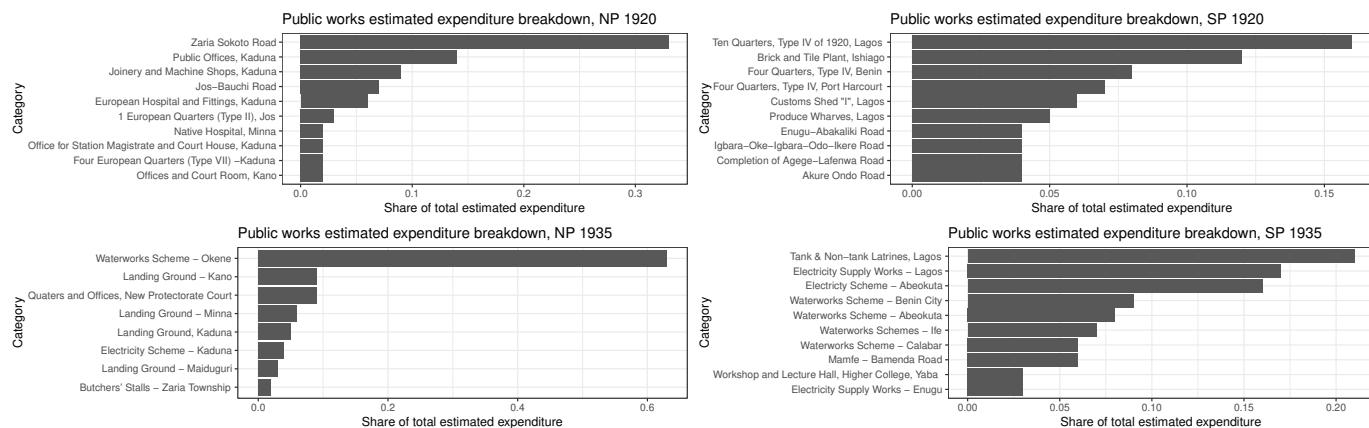 Public works estimated expenditure breakdown, NP 1920
Category
Zaria Sokoto Road
Public Offices, Kaduna
Joinery and Machine Shops, Kaduna
Jos−Bauchi Road
European Hospital and Fittings, Kaduna
1 European Quarters (Type II), Jos
Native Hospital, Minna
Office for Station Magistrate and Court House, Kaduna
Four European Quarters (Type VII) −Kaduna
Offices and Court Room, Kano
0.0 0.1 0.2 0.3
Share of total estimated expenditure
Public works estimated expenditure breakdown, SP 1920
Category
Ten Quarters, Type IV of 1920, Lagos
Brick and Tile Plant, Ishiago
Four Quarters, Type IV, Benin
Four Quarters, Type IV, Port Harcourt
Customs Shed "I", Lagos
Produce Wharves, Lagos
Enugu−Abakaliki Road
Igbara−Oke−Igbara−Odo−Ikere Road
Completion of Agege−Lafenwa Road
Akure Ondo Road
0.00 0.05 0.10 0.15
Share of total estimated expenditure
Public works estimated expenditure breakdown, NP 1935
Category
Waterworks Scheme − Okene
Landing Ground − Kano
Quaters and Offices, New Protectorate Court
Landing Ground − Minna
Landing Ground, Kaduna
Electricity Scheme − Kaduna
Landing Ground − Maiduguri
Butchers' Stalls − Zaria Township
0.0 0.2 0.4 0.6
Share of total estimated expenditure
Public works estimated expenditure breakdown, SP 1935
Category
Tank & Non−tank Latrines, Lagos
Electricity Supply Works − Lagos
Electricty Scheme − Abeokuta
Waterworks Scheme − Benin City
Waterworks Scheme − Abeokuta
Waterworks Schemes − Ife
Waterworks Scheme − Calabar
Mamfe − Bamenda Road
Workshop and Lecture Hall, Higher College, Yaba
Electricity Supply Works − Enugu
0.00 0.05 0.10 0.15 0.20
Share of total estimated expenditure